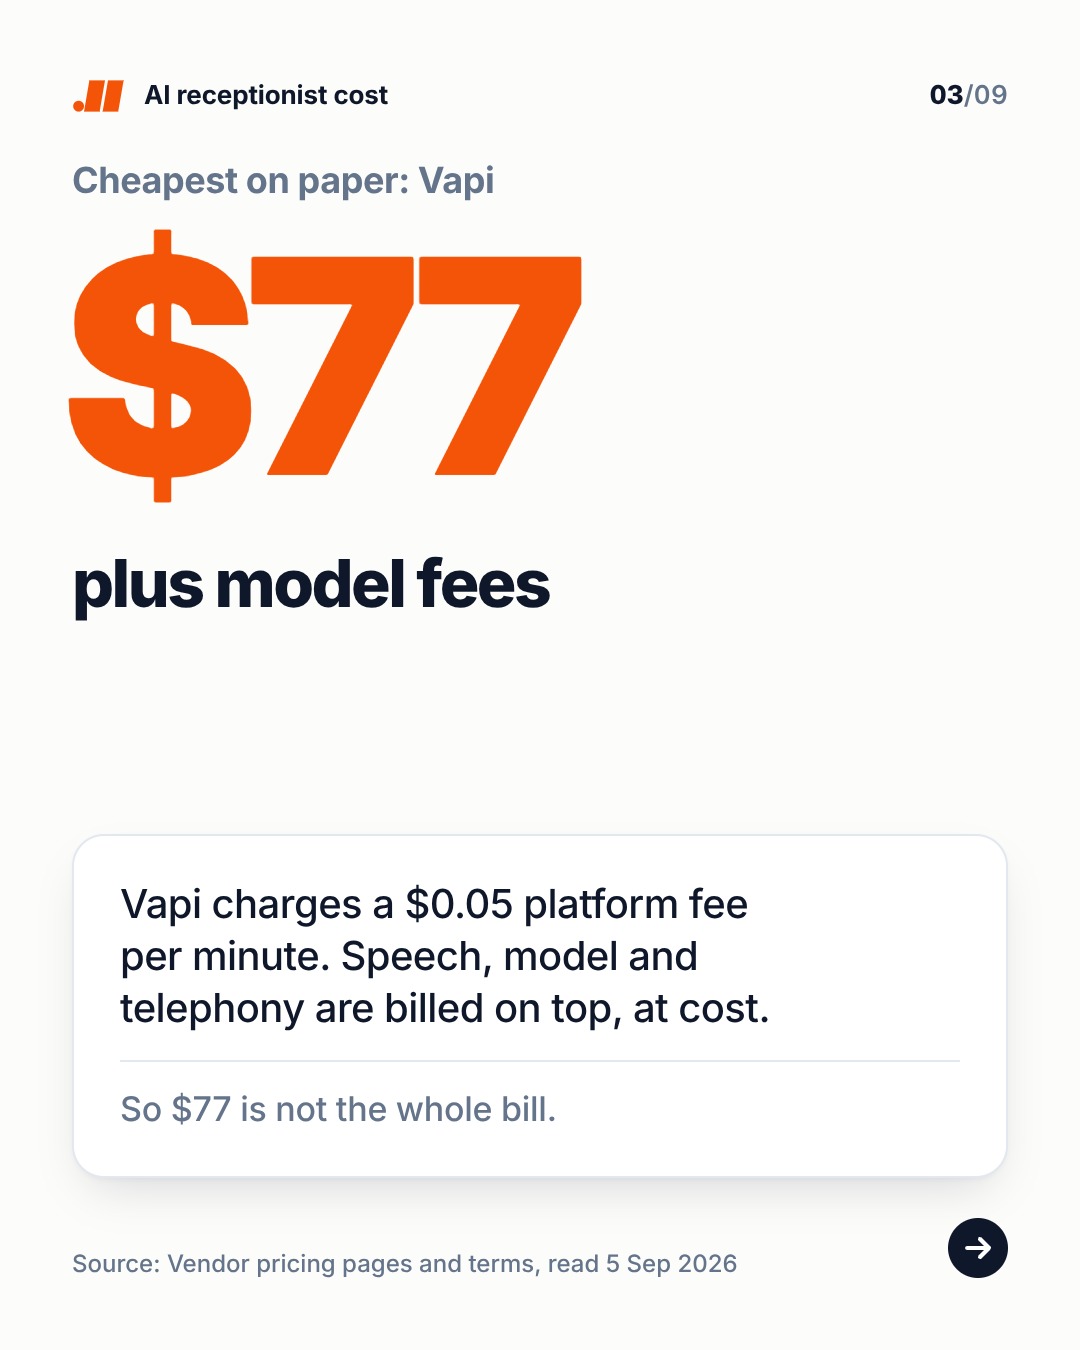 AI receptionist cost
03/09
Cheapest on paper: Vapi
$77
plus model fees
Vapi charges a $0.05 platform fee
per minute. Speech, model and
telephony are billed on top, at cost.
So $77 is not the whole bill.
Source: Vendor pricing pages and terms, read 5 Sep 2026